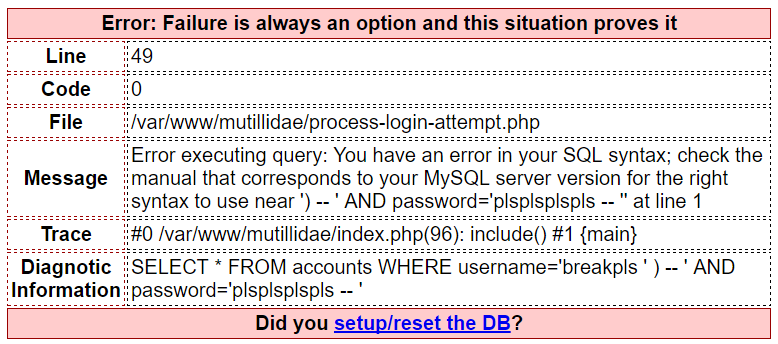 Error: Failure is always an option and this situation proves it
Line 49
Code 0
File /var/www/mutillidae/process-login-attempt.php
Error executing query: You have an error in your SQL syntax; check the
Message manual that corresponds to your MySQL server version for the right
syntax to use near ') -- ' AND password='plsplsplspls -- '' at line 1
Trace #0 /var/www/mutillidae/index.php(96): include() #1 {main}
Diagnotic SELECT * FROM accounts WHERE username='breakpls ' ) -- ' AND
Information password='plsplsplspls -- '
Did you setup/reset the DB?